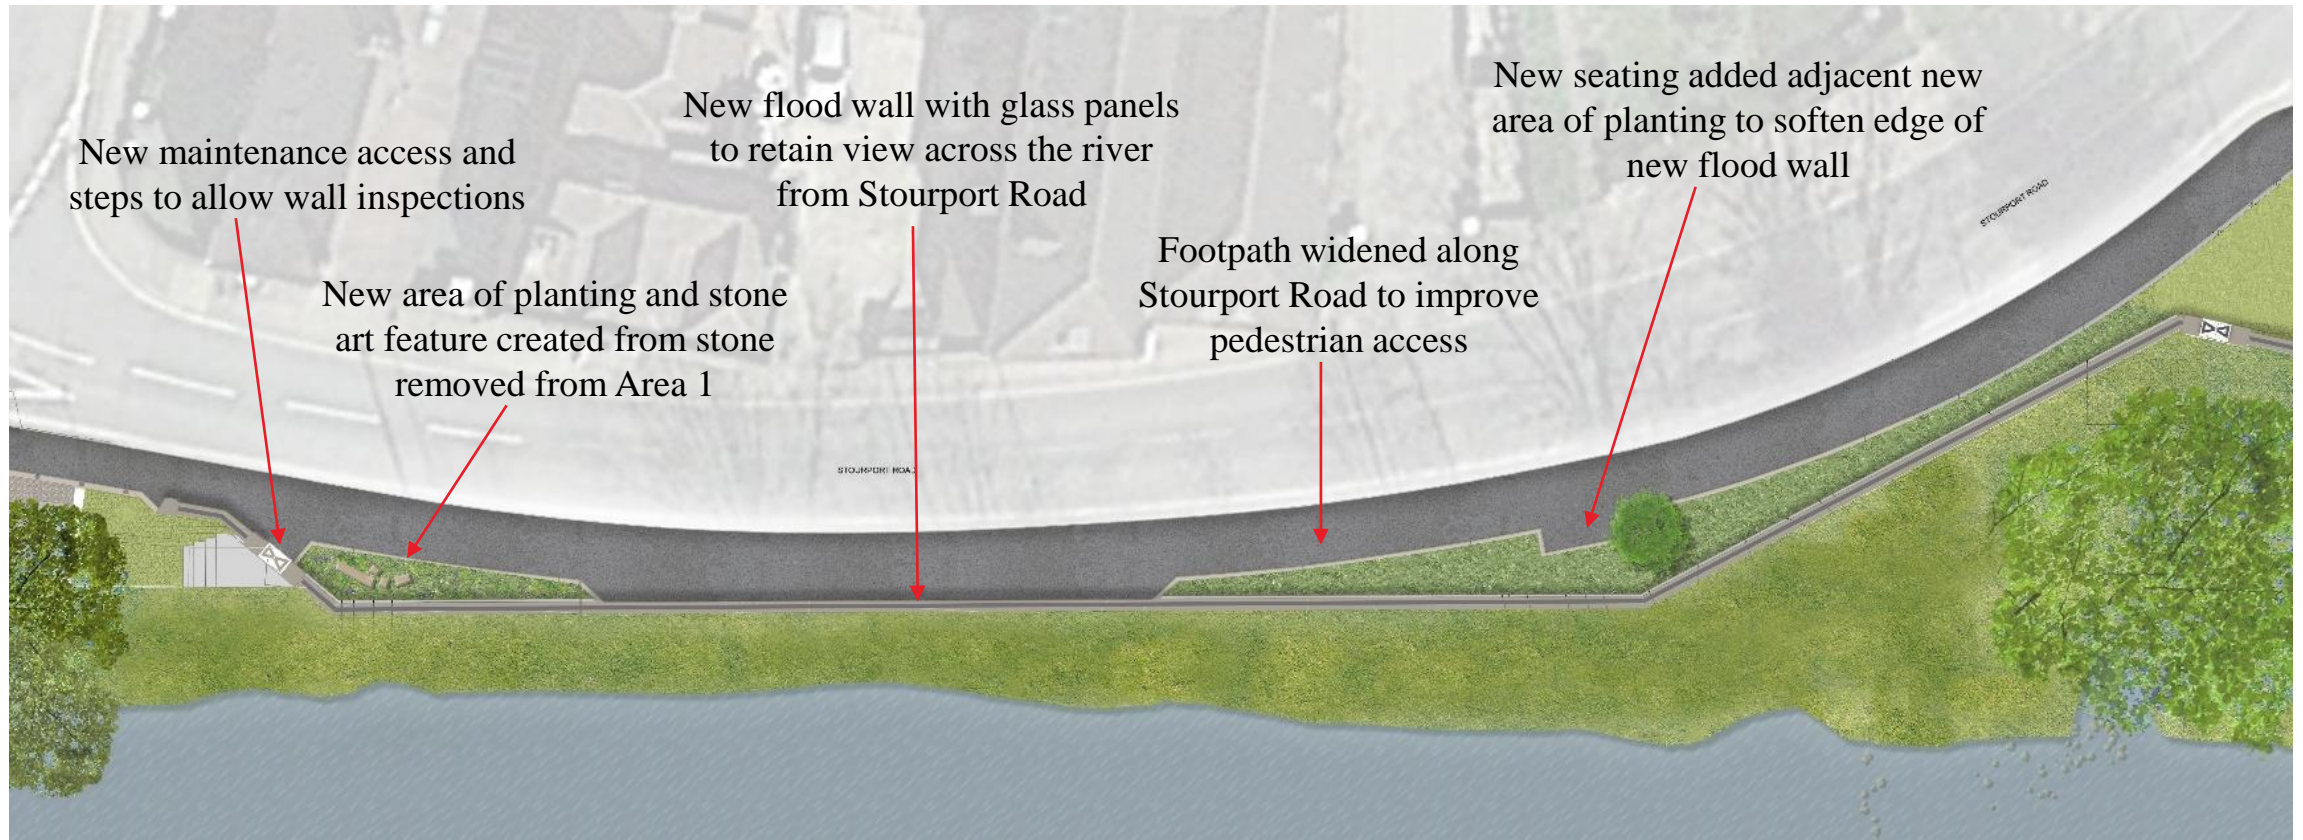 New maintenance access and
steps to allow wall inspections
New area of planting and stone
art feature created from stone
removed from Area 1
New flood wall with glass panels
to retain view across the river
from Stourport Road
Footpath widened along
Stourport Road to improve
pedestrian access
New seating added adjacent new
area of planting to soften edge of
new flood wall
STOURPORT ROAD
STOURPORT ROAD